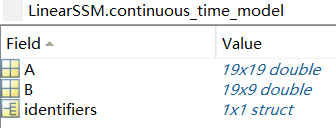 LinearSSM.continuous_time_model
Field Value
A 19x19 double
B 19x9 double
identifiers 1x1 struct